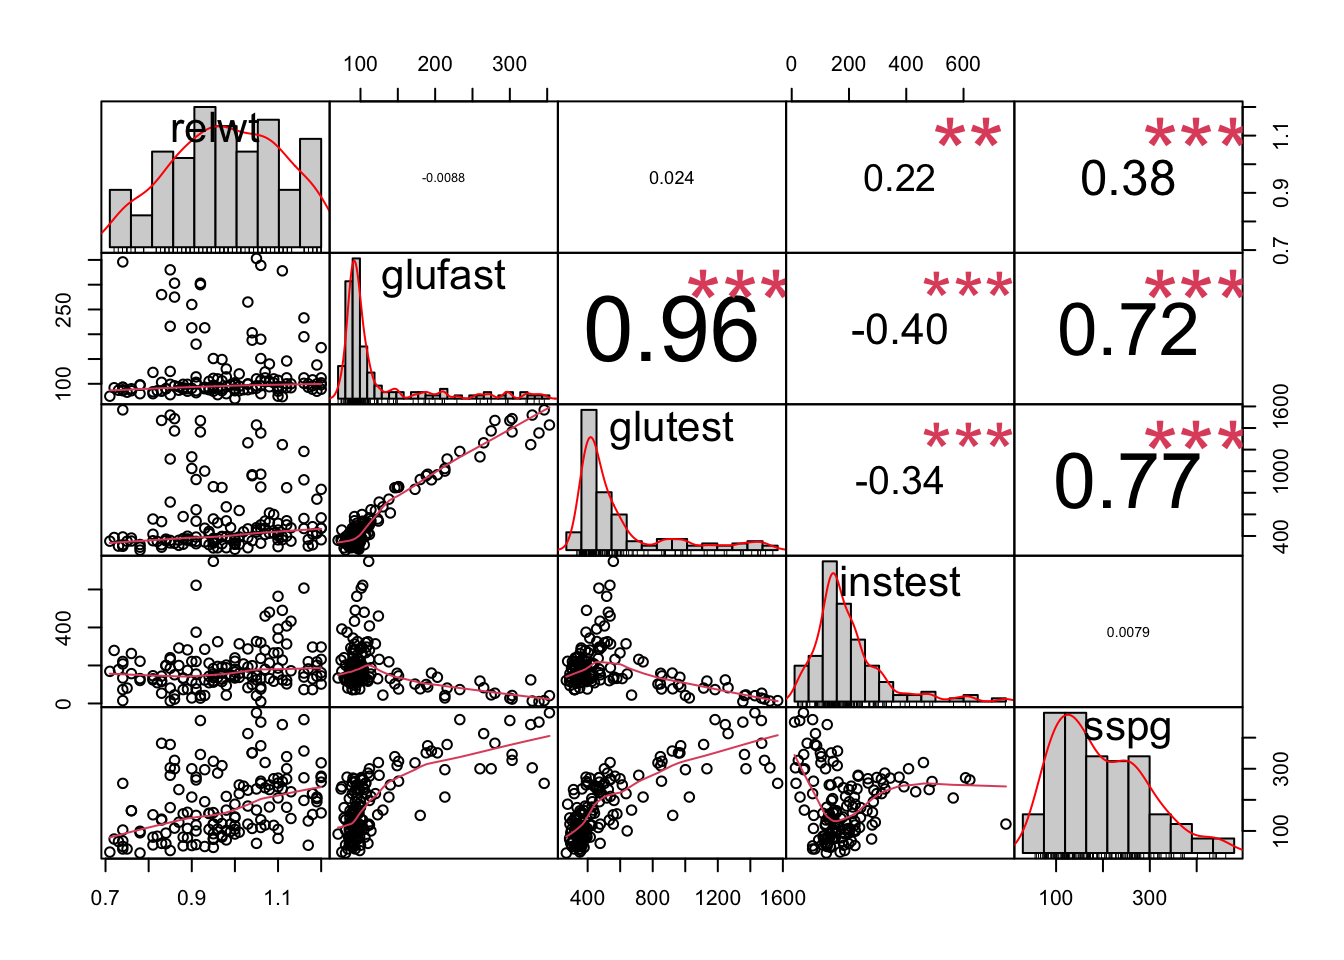 100 200 300 0 200 400 600
relwt -0.0088 0.024 ** 0.22 *** 0.38 0.7 0.9 1.1
100 250 glufast *** 0.96 *** -0.40 *** 0.72
glutest *** -0.34 *** 0.77 400 1000 1600
0 400 instest 0.0079
sspg 100 300
0.7 0.9 1.1 400 800 1200 1600 100 300